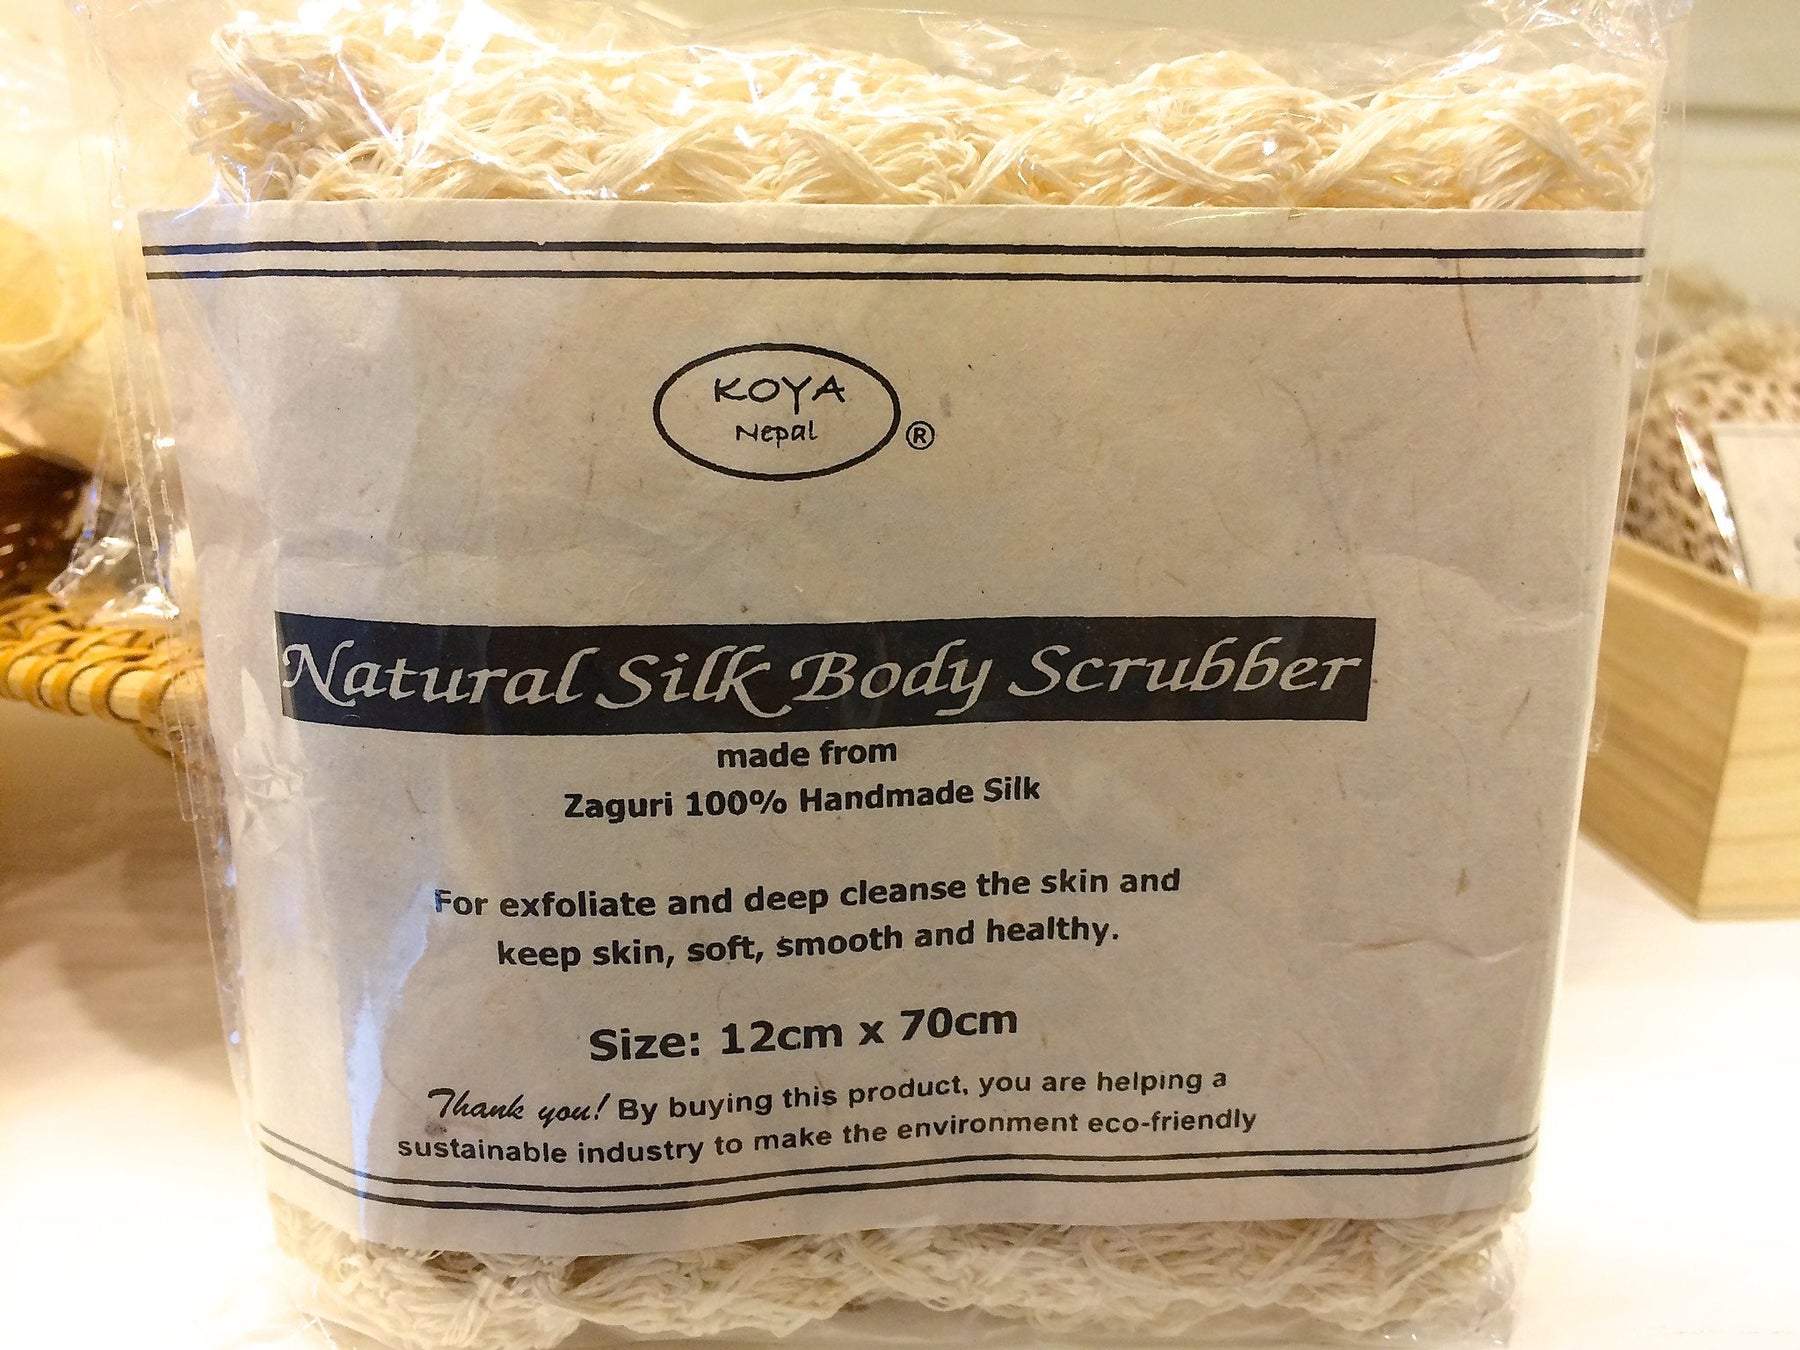 KOYA
Nepal
®
Natural Silk Body Scrubber
made from
Zaguri 100% Handmade Silk
For exfoliate and deep cleanse the skin and
keep skin, soft, smooth and healthy.
Size: 12cm x 70cm
Thank you! By buying this product, you are helping a
sustainable industry to make the environment eco-friendly